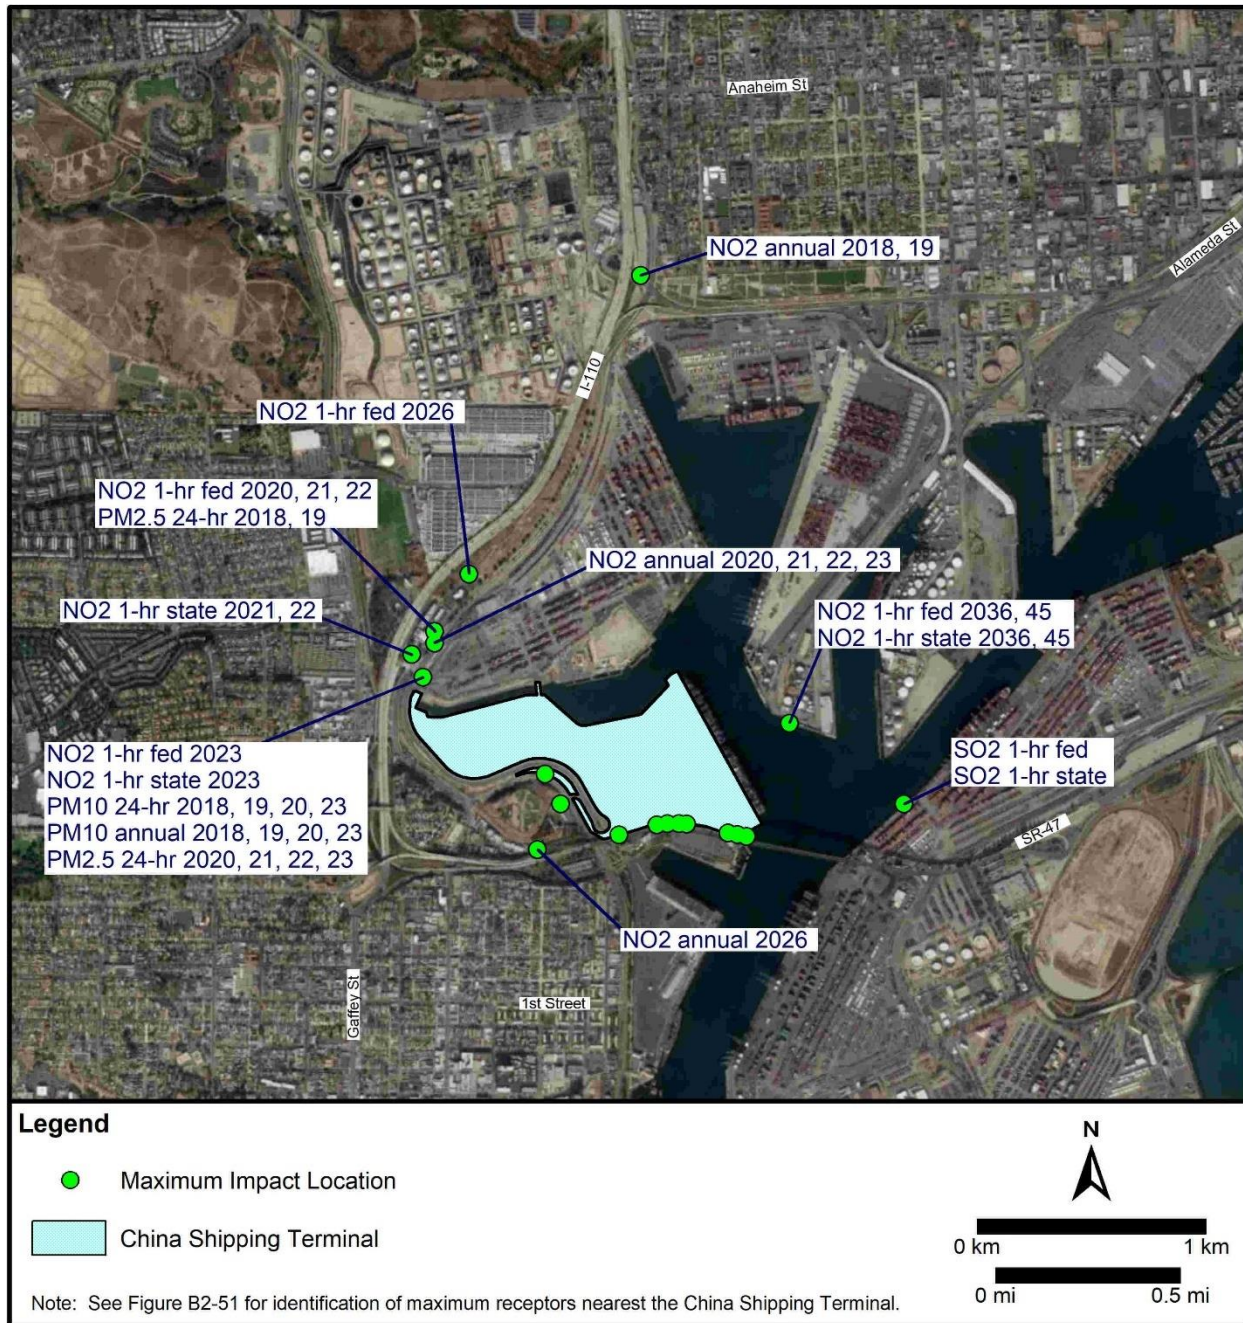 Anaheim St
NO2 annual 2018, 19
Alameda St
I-110
NO2 1-hr fed 2026
NO2 1-hr fed 2020, 21, 22
PM2.5 24-hr 2018, 19
NO2 annual 2020, 21, 22, 23
NO2 1-hr state 2021, 22
NO2 1-hr fed 2036, 45
NO2 1-hr state 2036, 45
NO2 1-hr fed 2023
NO2 1-hr state 2023
PM10 24-hr 2018, 19, 20, 23
PM10 annual 2018, 19, 20, 23
PM2.5 24-hr 2020, 21, 22, 23
SO2 1-hr fed
SO2 1-hr state
SR-47
NO2 annual 2026
Gaffey St
1st Street
Legend
Maximum Impact Location
China Shipping Terminal
N
0 km 1 km
0 mi 0.5 mi
Note: See Figure B2-51 for identification of maximum receptors nearest the China Shipping Terminal.